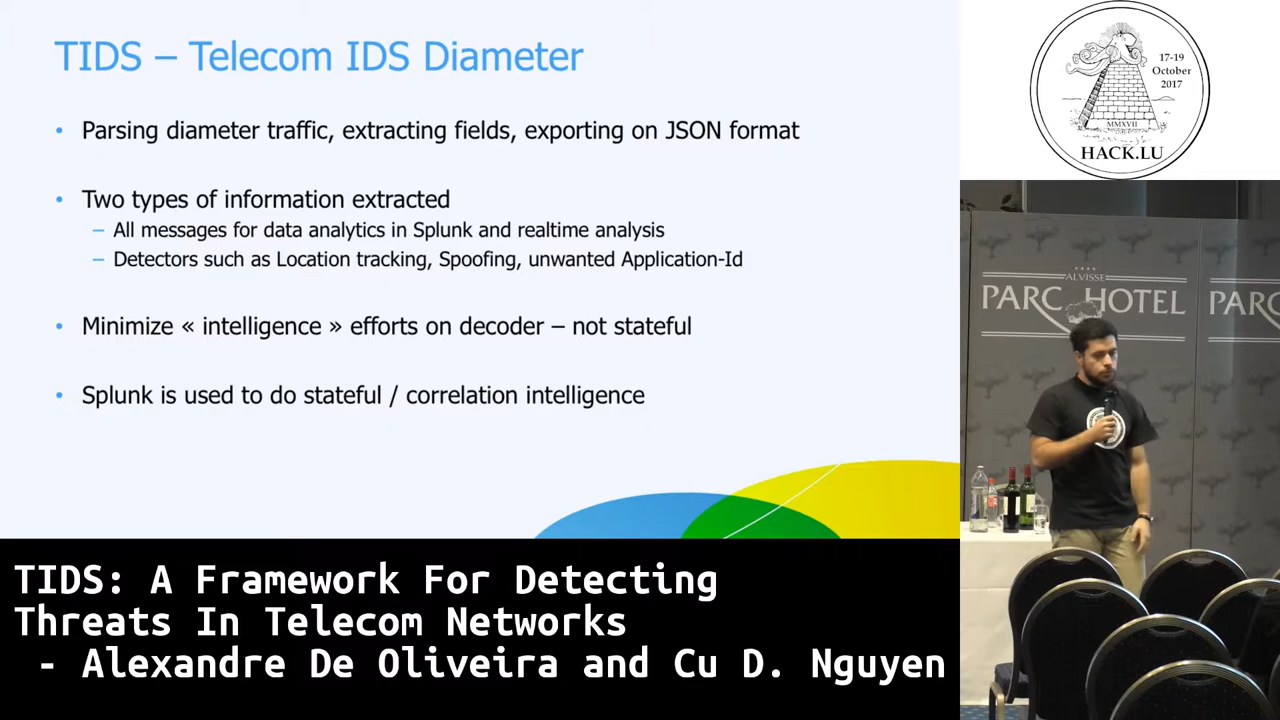 TIDS – Telecom IDS Diameter
• Parsing diameter traffic, extracting fields, exporting on JSON format
• Two types of information extracted
– All messages for data analytics in Splunk and realtime analysis
– Detectors such as Location tracking, Spoofing, unwanted Application-Id
• Minimize « intelligence » efforts on decoder – not stateful
• Splunk is used to do stateful / correlation intelligence
17-19
October
2017
MMXVII
HACK.LU
ALVISSE
PARC HOTEL
PARC
TIDS: A Framework For Detecting
Threats In Telecom Networks
- Alexandre De Oliveira and Cu D. Nguyen